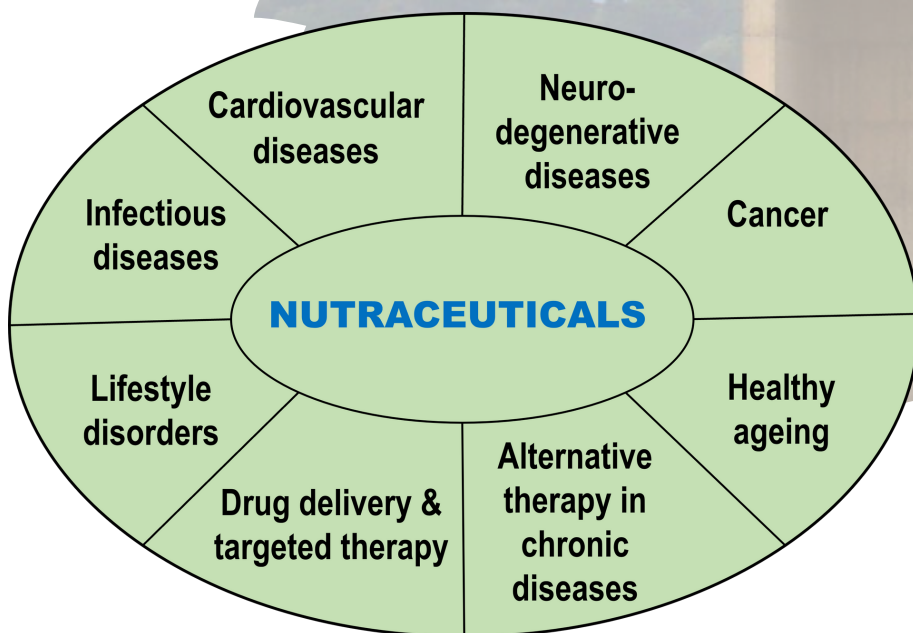 Cardiovascular
diseases
Neuro-
degenerative
diseases
Infectious
diseases
Cancer
NUTRACEUTICALS
Lifestyle
disorders
Healthy
ageing
Drug delivery &
targeted therapy
Alternative
therapy in
chronic
diseases